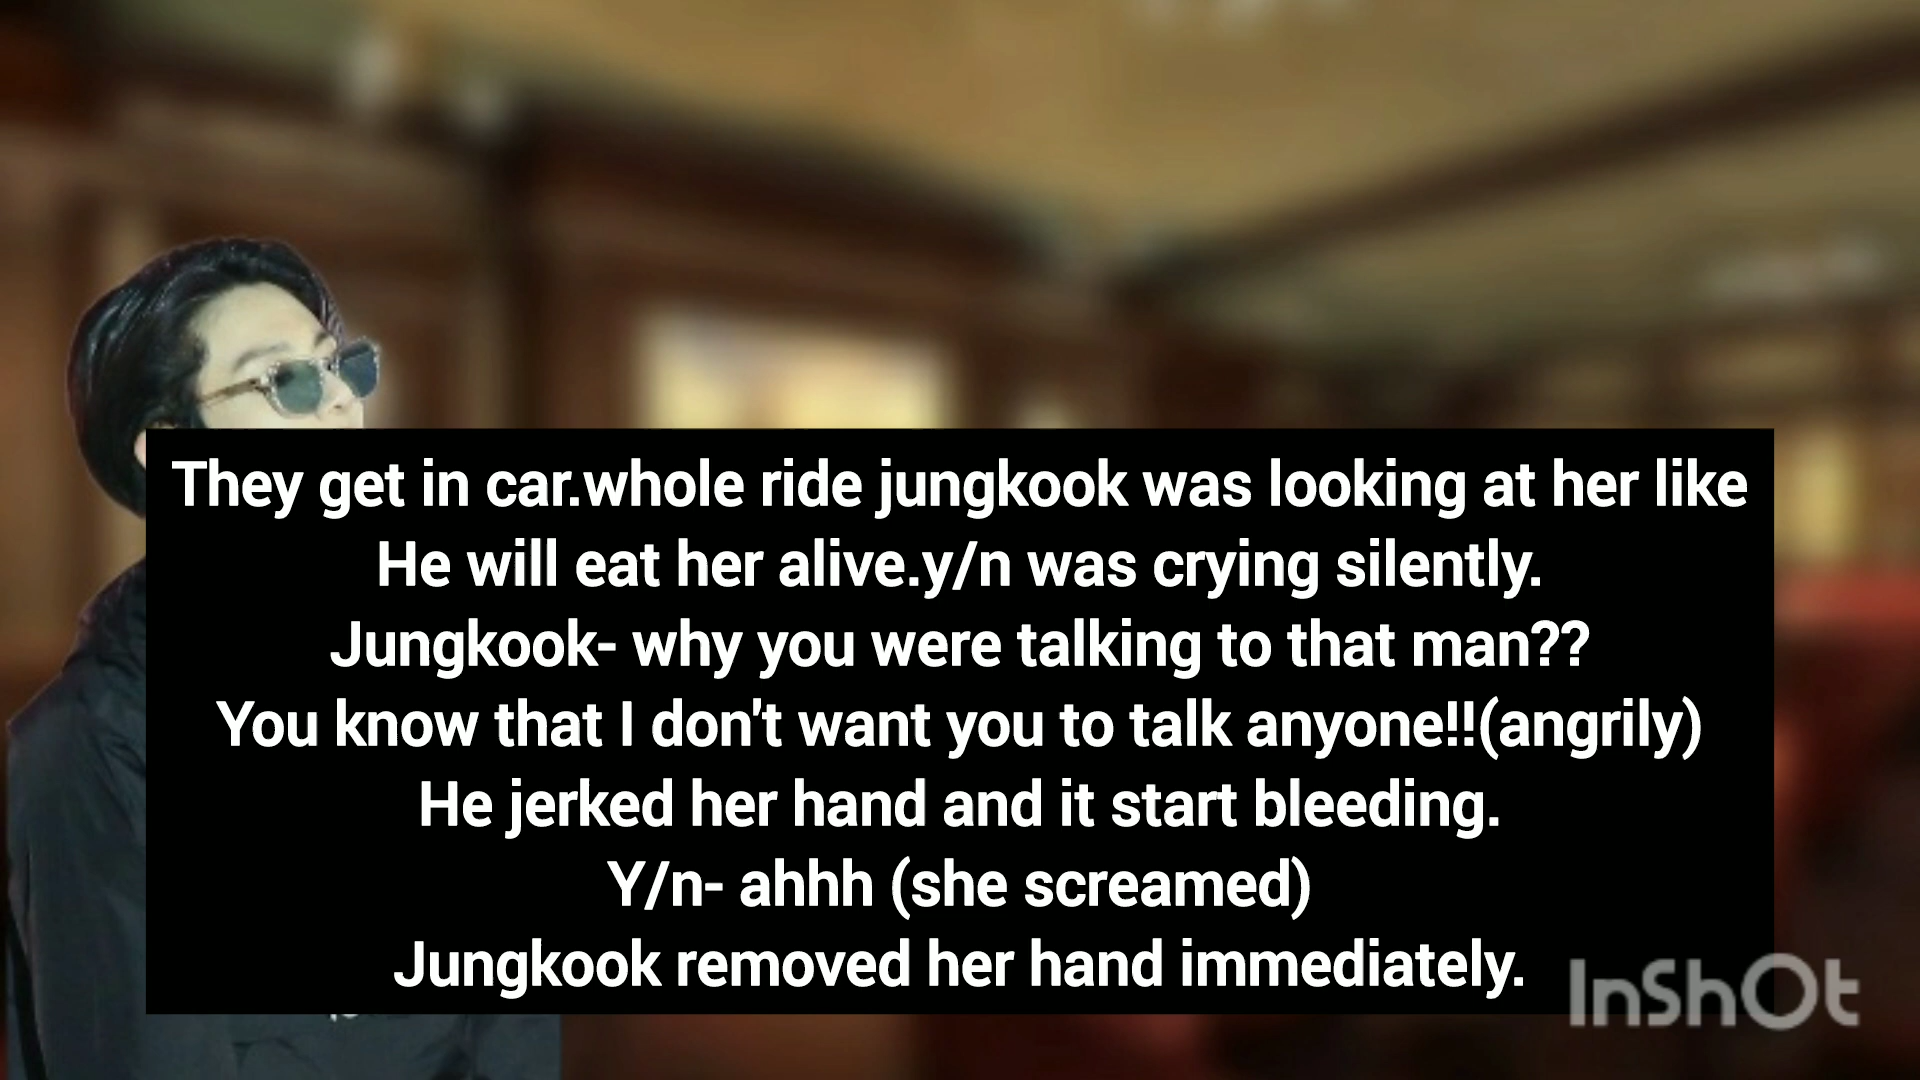 They get in car.whole ride jungkook was looking at her like
He will eat her alive.y/n was crying silently.
Jungkook- why you were talking to that man??
You know that I don't want you to talk anyone!!(angrily)
He jerked her hand and it start bleeding.
Y/n- ahhh (she screamed)
Jungkook removed her hand immediately.
InShOt